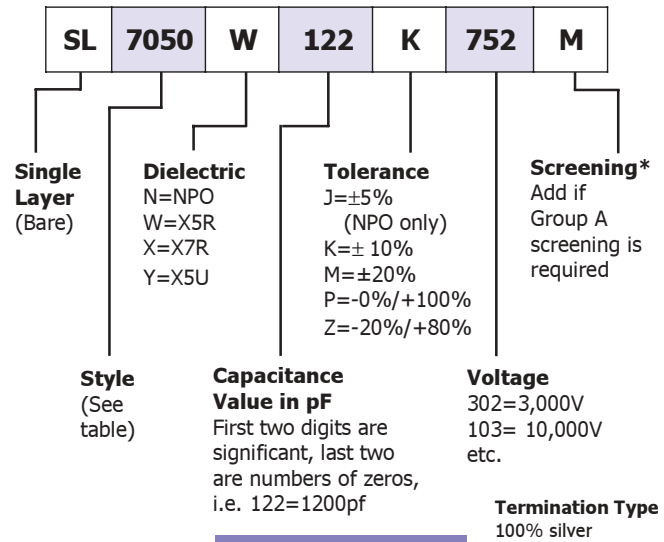 SL 7050 W 122 K 752 M
Single
Layer
(Bare)
Dielectric
N=NPO
W=X5R
X=X7R
Y=X5U
Tolerance
J=±5%
(NPO only)
K=± 10%
M=±20%
P=-0%/+100%
Z=-20%/+80%
Screening*
Add if
Group A
screening is
required
Style
(See
table)
Capacitance
Value in pF
First two digits are
significant, last two
are numbers of zeros,
i.e. 122=1200pf
Voltage
302=3,000V
103= 10,000V
etc.
Termination Type
100% silver